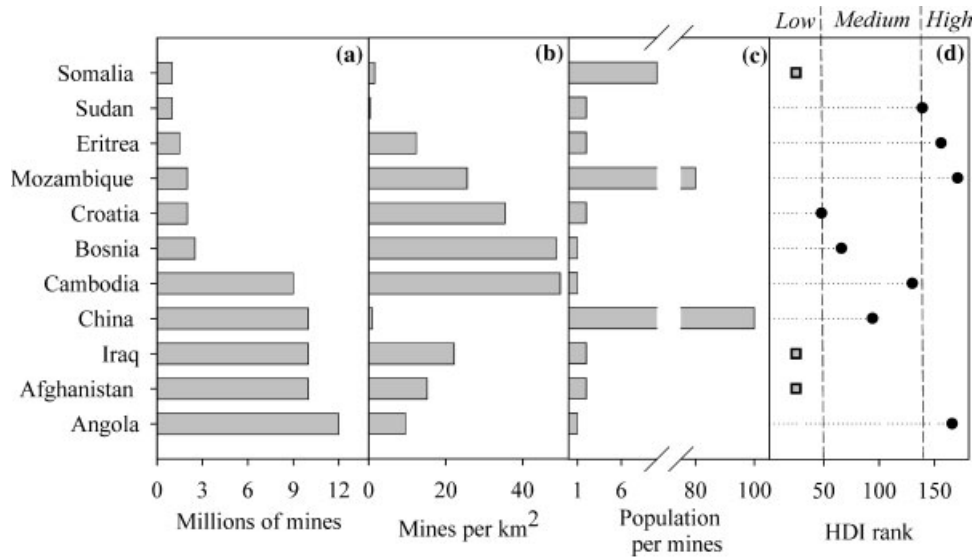 Low Medium High
(a) (b) (c) (d)
Somalia
Sudan
Eritrea
Mozambique
Croatia
Bosnia
Cambodia
China
Iraq
Afghanistan
Angola
0 3 6 9 12 0 20 40 1 6 80 100 50 100 150
Millions of mines Mines per km² Population per mines HDI rank